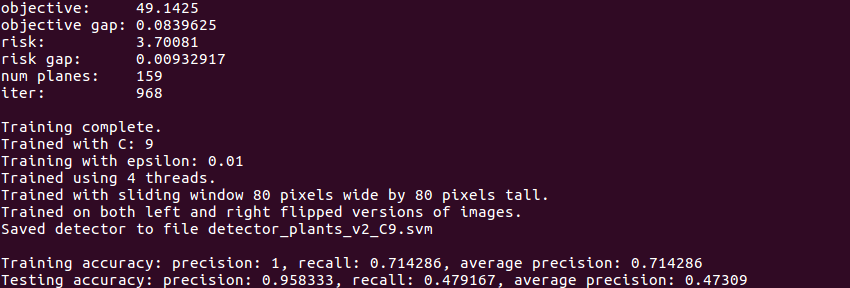 objective: 49.1425
objective gap: 0.0839625
risk: 3.70081
risk gap: 0.00932917
num planes: 159
iter: 968
Training complete.
Trained with C: 9
Training with epsilon: 0.01
Trained using 4 threads.
Trained with sliding window 80 pixels wide by 80 pixels tall.
Trained on both left and right flipped versions of images.
Saved detector to file detector_plants_v2_C9.svm
Training accuracy: precision: 1, recall: 0.714286, average precision: 0.714286
Testing accuracy: precision: 0.958333, recall: 0.479167, average precision: 0.47309